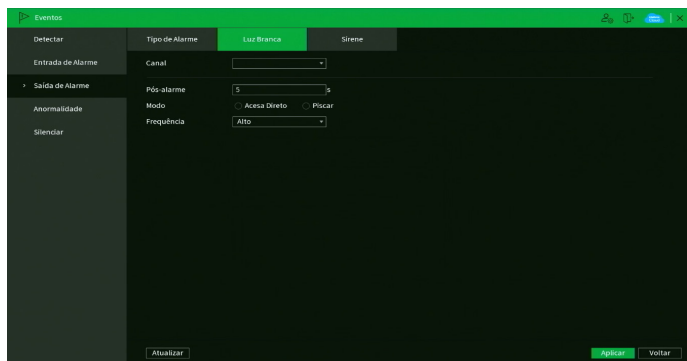 Eventos
Detectar
Entrada de Alarme
> Saída de Alarme
Anormalidade
Silenciar
Tipo de Alarme
Luz Branca
Sirene
Canal
Pós-alarme 5 s
Modo Acesa Direto Piscar
Frequência Alto
Atualizar
Aplicar
Voltar